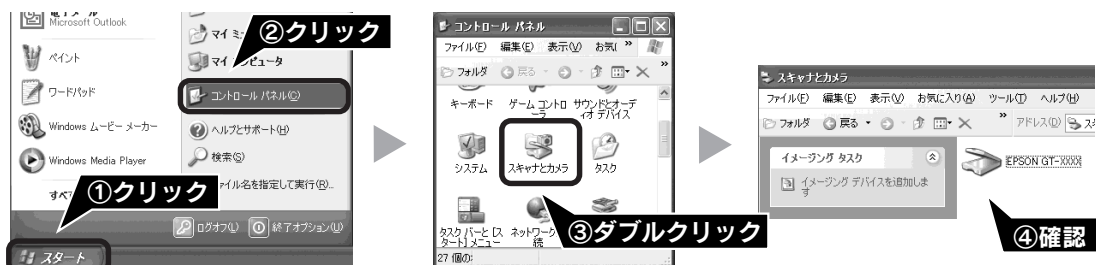 Microsoft Outlook
ペイント
ワードパッド
Windows ムービー メーカー
Windows Media Player
①クリック
スタート
②クリック
コントロール パネル(C)
ヘルプとサポート(H)
検索(S)
ァイル名を指定して実行(R)...
ログオフ(L)
終了オプション(U)
コントロール パネル
ファイル(F) 編集(E) 表示(V) お気( »
フォルダ 戻る »
キーボード
ゲーム コントローラ
サウンドとオーディオ デバイス
システム
スキャナとカメラ
タスク
タスク バーと [スタート] メニュー
ネットワーク
続
③ダブルクリック
27 個の:
スキャナとカメラ
ファイル(F) 編集(E) 表示(V) お気に入り(A) ツール(T) ヘルプ(H)
フォルダ 戻る » アドレス(D)
イメージング タスク
イメージング デバイスを追加します
EPSON GT-XXXX
④確認